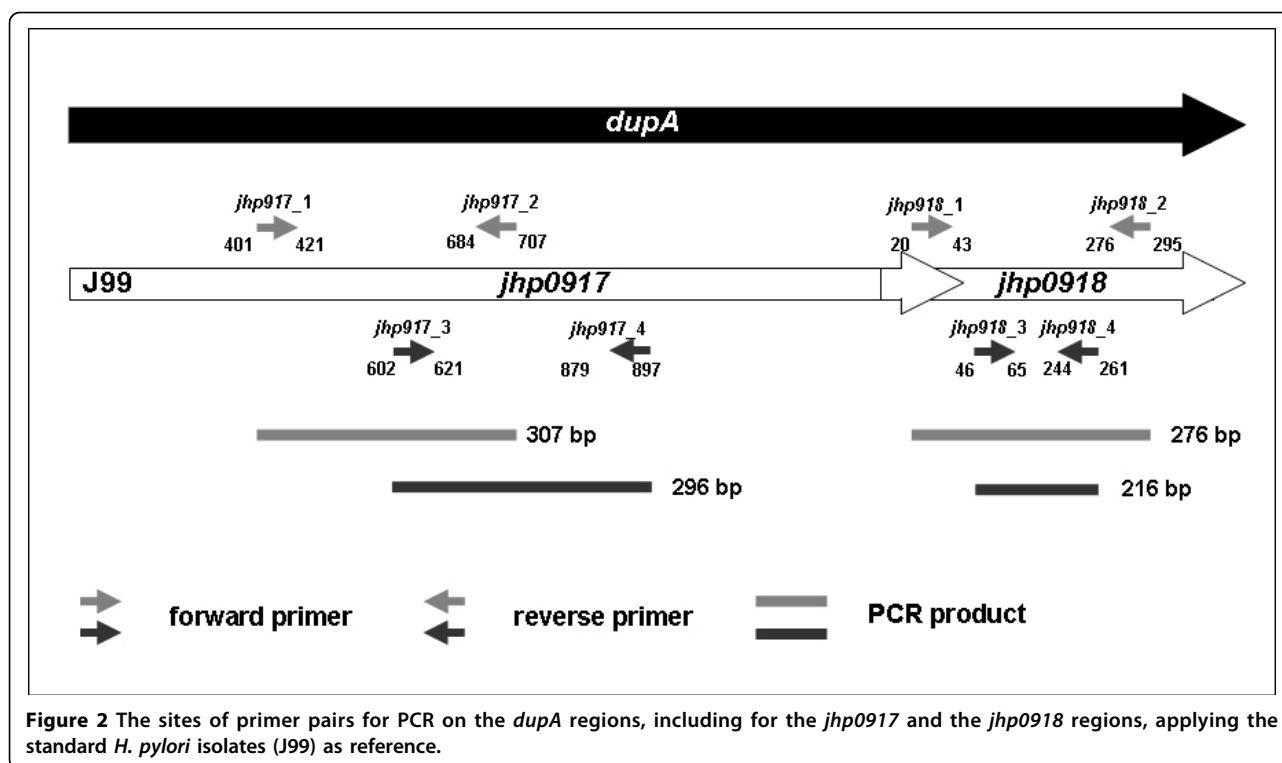 dupA
jhp917_1 jhp917_2 jhp918_1 jhp918_2
401 421 684 707 20 43 276 295
J99 jhp0917 jhp0918
jhp917_3 jhp917_4 jhp918_3 jhp918_4
602 621 879 897 46 65 244 261
307 bp 276 bp
296 bp 216 bp
forward primer reverse primer PCR product
Figure 2 The sites of primer pairs for PCR on the dupA regions, including for the jhp0917 and the jhp0918 regions, applying the
standard H. pylori isolates (J99) as reference.